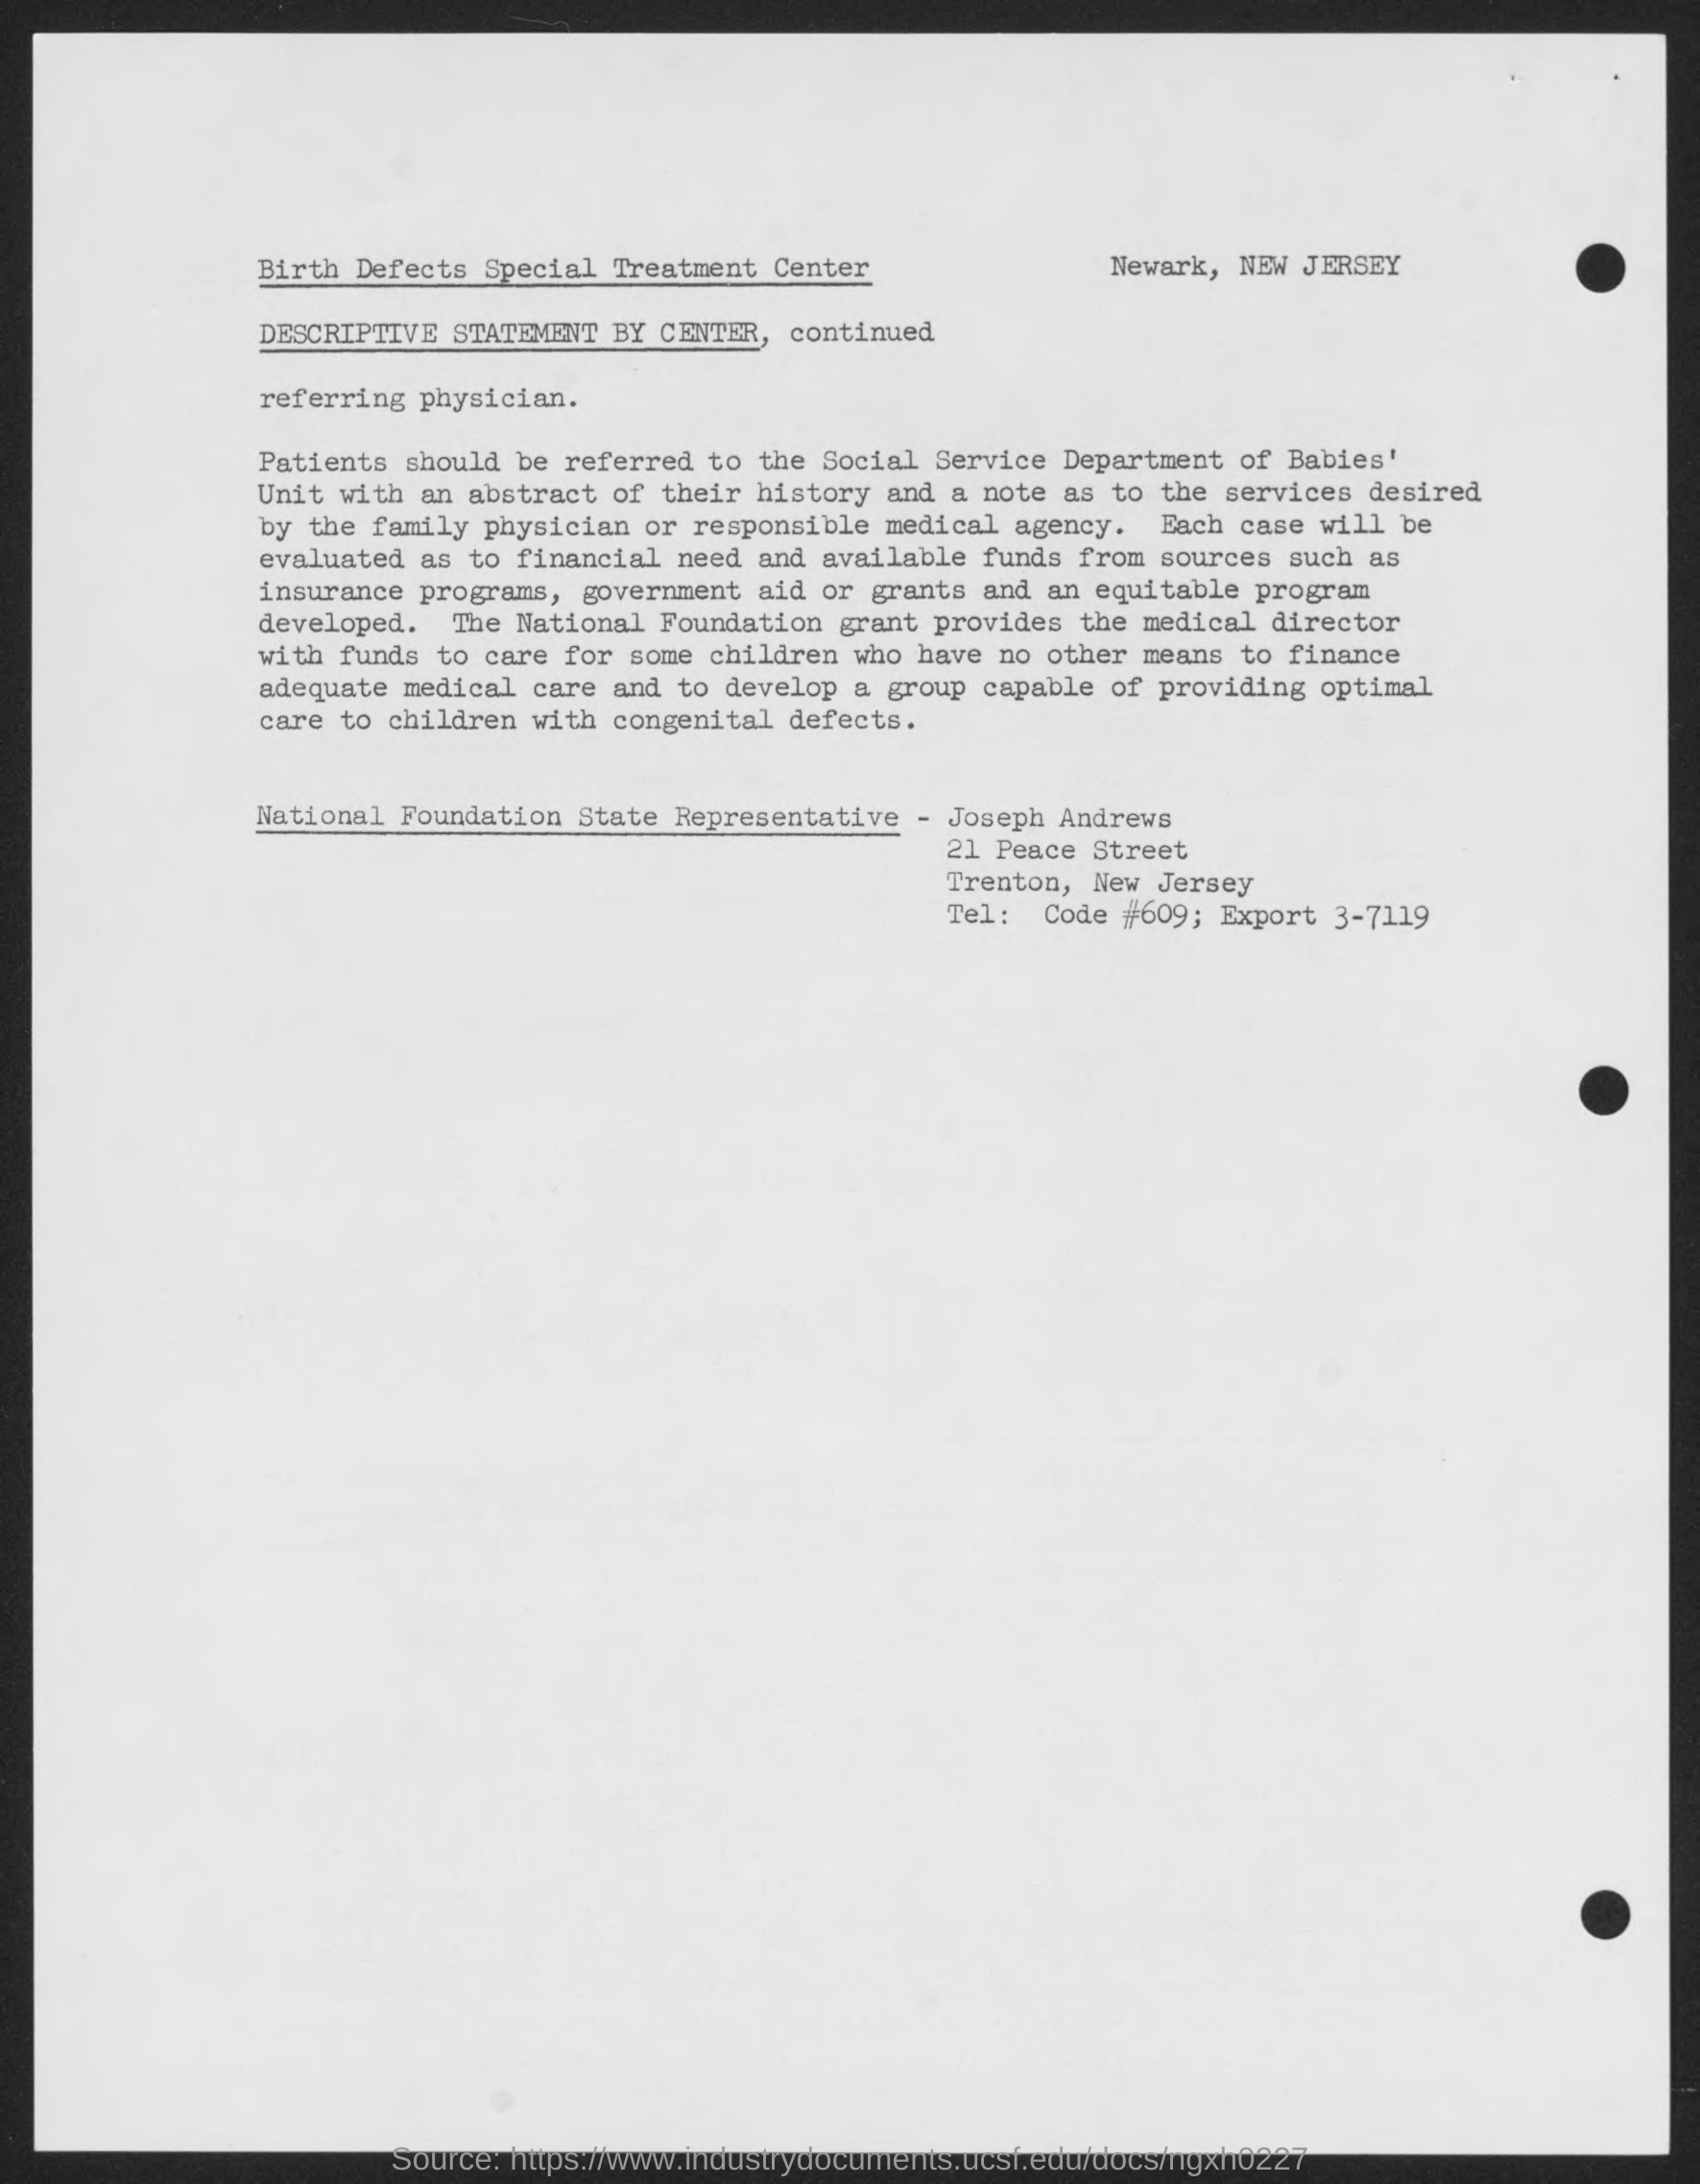 Birth Defects Special Treatment Center Newark, NEW JERSEY
DESCRIPTIVE STATEMENT BY CENTER, continued
referring physician.
Patients should be referred to the Social Service Department of Babies'
Unit with an abstract of their history and a note as to the services desired
by the family physician or responsible medical agency. Each case will be
evaluated as to financial need and available funds from sources such as
insurance programs, government aid or grants and an equitable program
developed. The National Foundation grant provides the medical director
with funds to care for some children who have no other means to finance
adequate medical care and to develop a group capable of providing optimal
care to children with congenital defects.
National Foundation State Representative - Joseph Andrews
21 Peace Street
Trenton, New Jersey
Tel: Code #609; Export 3-7119
Source: https://www.industrydocuments.ucsf.edu/docs/ngxh0227